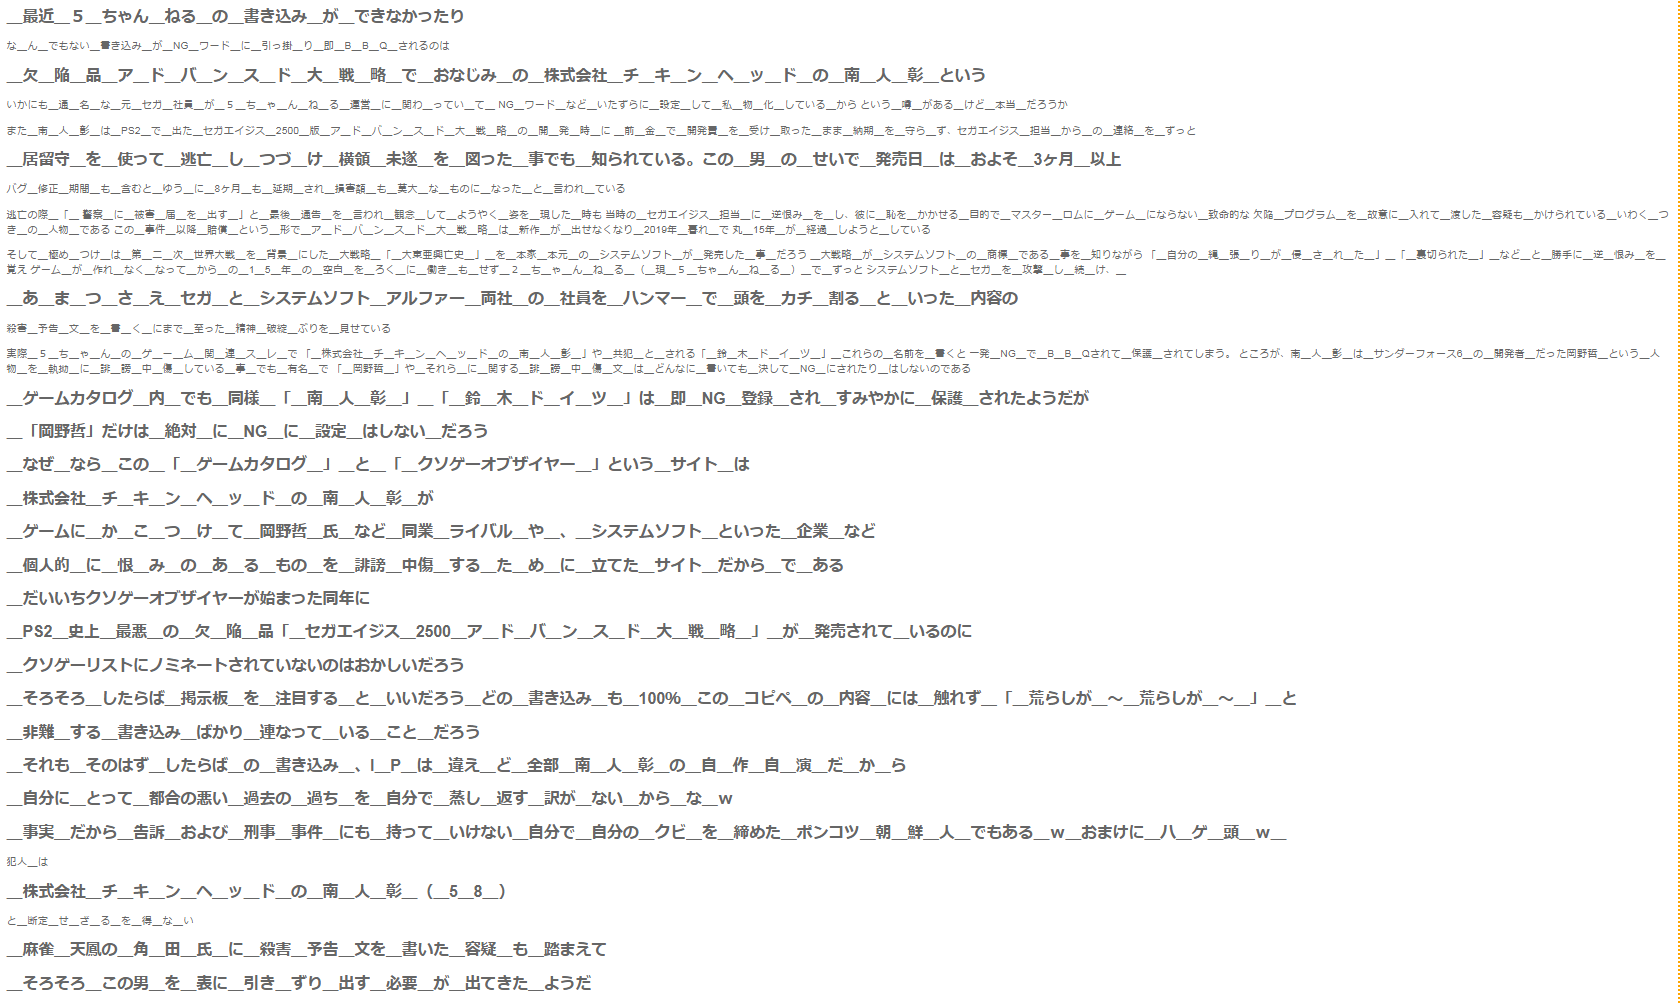 __最近__５__ちゃん__ねる__の__書き込み__が__できなかったり
な__ん__でもない__書き込み__が__NG__ワード__に__引っ掛__り__即__B__B__Q__されるのは
__欠__陥__品__ア__ド__バ__ン__ス__ド__大__戦__略__で__おなじみ__の__株式会社__チ__キ__ン__ヘ__ッ__ド__の__南__人__彰__という
いかにも__通__名__な__元__セガ__社員__が__５__ち__ゃ__ん__ね__る__運営__に__関わ__っていて__ NG__ワード__など__いたずらに__設定__して__私__物__化__している__から という__噂__がある__けど__本当__だろうか
また__南__人__彰__は__PS2__で__出た__セガエイジス__2500__版__ア__ド__バ__ン__ス__ド__大__戦__略__の__開__発__時__に __前__金__で__開発費__を__受け__取った__まま__納期__を__守ら__ず、セガエイジス__担当__から__の__連絡__を__ずっと
__居留守__を__使って__逃亡__し__つづ__け__横領__未遂__を__図った__事でも__知られている。この__男__の__せいで__発売日__は__およそ__3ヶ月__以上
バグ__修正__期間__も__含むと__ゆう__に__8ヶ月__も__延期__され__損害額__も__莫大__な__ものに__なった__と__言われ__ている
逃亡の際__「__ 警察__に__被害__届__を__出す__」と__最後__通告__を__言われ__観念__して__ようやく__姿を__現した__時も 当時の__セガエイジス__担当__に__逆恨み__を__し、彼に__恥を__かかせる__目的で__マスター__ロムに__ゲーム__にならない__致命的な 欠陥__プログラム__を__故意に__入れて__渡した__容疑も__かけられている__いわく__つ
き__の__人物__である この__事件__以降__賠償__という__形で__ア__ド__バ__ン__ス__ド__大__戦__略__は__新作__が__出せなくなり__2019年__暮れ__で 丸__15年__が__経過__しようと__している
そして__極め__つけ__は__第__二__次__世界大戦__を__背景__にした__大戦略__「__大東亜興亡史__」__を__本家__本元__の__システムソフト__が__発売した__事__だろう __大戦略__が__システムソフト__の__商標__である__事を__知りながら 「__自分の__縄__張__り__が__侵__さ__れ__た__」__「__裏切られた__」__など__と__勝手に__逆__恨み__を__
覚え ゲーム__が__作れ__なく__なって__から__の__1__5__年__の__空白__を__ろく__に__働き__も__せず__２__ち__ゃ__ん__ね__る__（__現__５__ちゃ__ん__ね__る__）__で__ずっと システムソフト__と__セガ__を__攻撃__し__続__け、__
__あ__ま__つ__さ__え__セガ__と__システムソフト__アルファー__両社__の__社員を__ハンマー__で__頭を__カチ__割る__と__いった__内容の
殺害__予告__文__を__書__く__にまで__至った__精神__破綻__ぶりを__見せている
実際__５__ち__ゃ__ん__の__ゲ__ー__ム__関__連__ス__レ__で 「__株式会社__チ__キ__ン__ヘ__ッ__ド__の__南__人__彰__」や__共犯__と__される「__鈴__木__ド__イ__ツ__」__これらの__名前を__書くと 一発__NG__で__B__B__Qされて__保護__されてしまう。 ところが、南__人__彰__は__サンダーフォース6__の__開発者__だった岡野哲__という__人
物__を__執拗__に__誹__謗__中__傷__している__事__でも__有名__で 「__岡野哲__」や__それら__に__関する__誹__謗__中__傷__文__は__どんなに__書いても__決して__NG__にされたり__はしないのである
__ゲームカタログ__内__でも__同様__「__南__人__彰__」__「__鈴__木__ド__イ__ツ__」は__即__NG__登録__され__すみやかに__保護__されたようだが
__「岡野哲」だけは__絶対__に__NG__に__設定__はしない__だろう
__なぜ__なら__この__「__ゲームカタログ__」__と__「__クソゲーオブザイヤー__」という__サイト__は
__株式会社__チ__キ__ン__ヘ__ッ__ド__の__南__人__彰__が
__ゲームに__か__こ__つ__け__て__岡野哲__氏__など__同業__ライバル__や__、__システムソフト__といった__企業__など
__個人的__に__恨__み__の__あ__る__もの__を__誹謗__中傷__する__た__め__に__立てた__サイト__だから__で__ある
__だいいちクソゲーオブザイヤーが始まった同年に
__PS2__史上__最悪__の__欠__陥__品「__セガエイジス__2500__ア__ド__バ__ン__ス__ド__大__戦__略__」__が__発売されて__いるのに
__クソゲーリストにノミネートされていないのはおかしいだろう
__そろそろ__したらば__掲示板__を__注目する__と__いいだろう__どの__書き込み__も__100%__この__コピペ__の__内容__には__触れず__「__荒らしが__～__荒らしが__～__」__と
__非難__する__書き込み__ばかり__連なって__いる__こと__だろう
__それも__そのはず__したらば__の__書き込み__、I__P__は__違え__ど__全部__南__人__彰__の__自__作__自__演__だ__か__ら
__自分に__とって__都合の悪い__過去の__過ち__を__自分で__蒸し__返す__訳が__ない__から__な__ｗ
__事実__だから__告訴__および__刑事__事件__にも__持って__いけない__自分で__自分の__クビ__を__締めた__ポンコツ__朝__鮮__人__でもある__ｗ__おまけに__ハ__ゲ__頭__ｗ__
犯人__は
__株式会社__チ__キ__ン__ヘ__ッ__ド__の__南__人__彰__（__5__8__）
と__断定__せ__ざ__る__を__得__な__い
__麻雀__天鳳の__角__田__氏__に__殺害__予告__文を__書いた__容疑__も__踏まえて
__そろそろ__この男__を__表に__引き__ずり__出す__必要__が__出てきた__ようだ